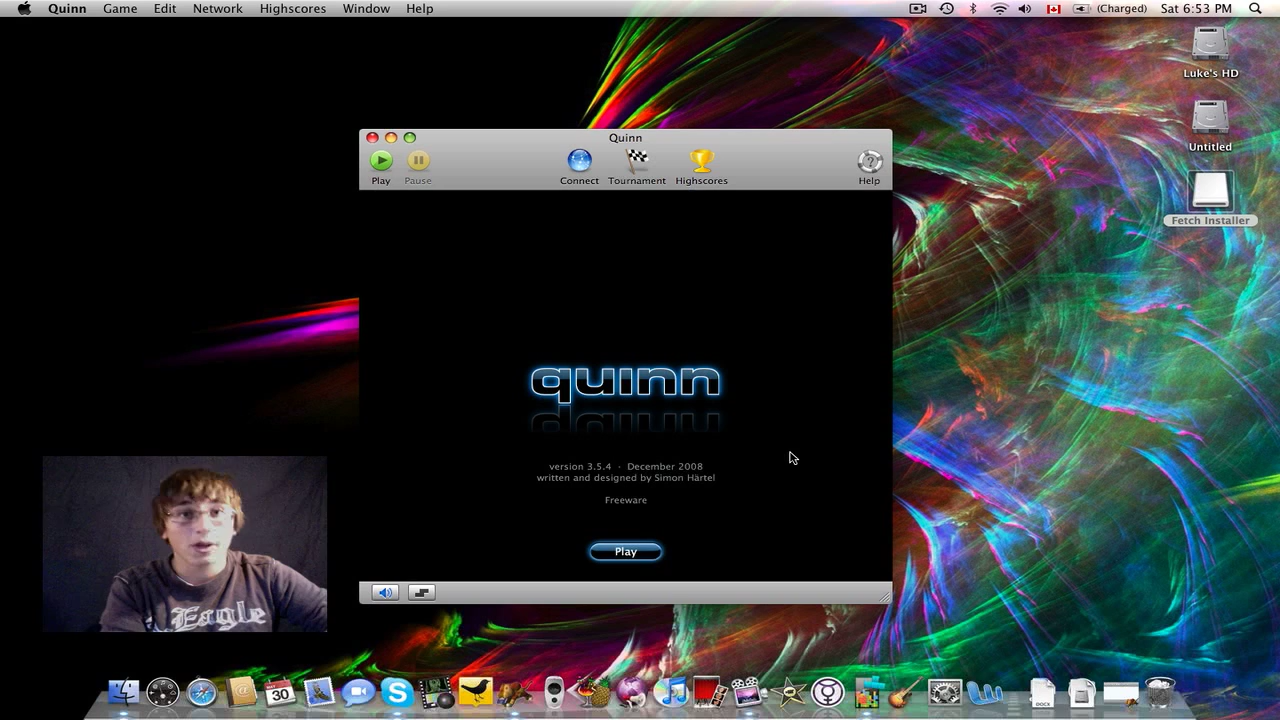 Quinn Game Edit Network Highscores Window Help (Charged) Sat 6:53 PM
Luke's HD
Untitled
Fetch Installer
Quinn
Play Pause Connect Tournament Highscores Help
quinn
version 3.5.4 · December 2008
written and designed by Simon Härtel
Freeware
Play
Eagle
30
DOCX